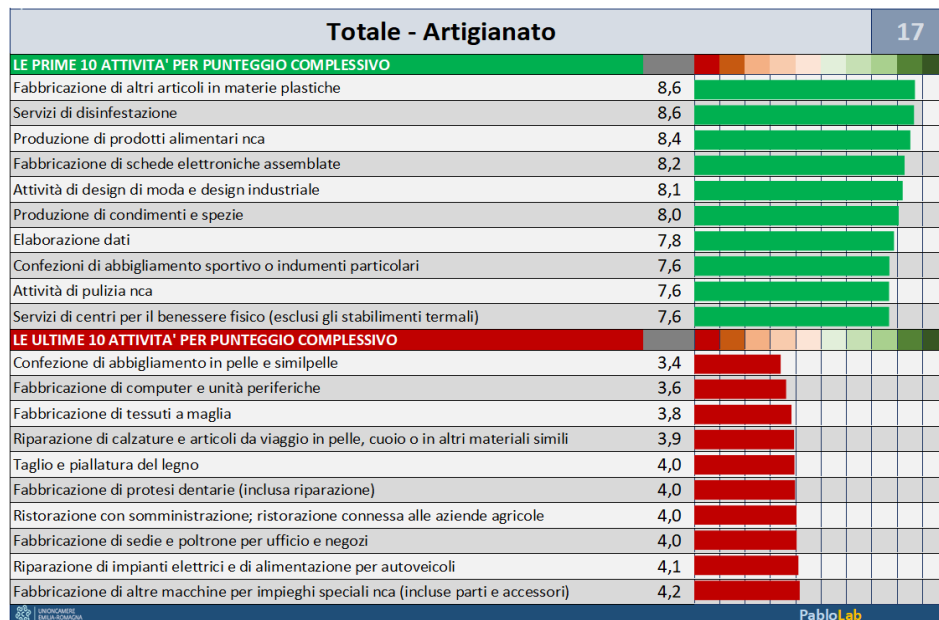 Totale - Artigianato 17
LE PRIME 10 ATTIVITA' PER PUNTEGGIO COMPLESSIVO
Fabbricazione di altri articoli in materie plastiche 8,6
Servizi di disinfestazione 8,6
Produzione di prodotti alimentari nca 8,4
Fabbricazione di schede elettroniche assemblate 8,2
Attività di design di moda e design industriale 8,1
Produzione di condimenti e spezie 8,0
Elaborazione dati 7,8
Confezioni di abbigliamento sportivo o indumenti particolari 7,6
Attività di pulizia nca 7,6
Servizi di centri per il benessere fisico (esclusi gli stabilimenti termali) 7,6
LE ULTIME 10 ATTIVITA' PER PUNTEGGIO COMPLESSIVO
Confezione di abbigliamento in pelle e similpelle 3,4
Fabbricazione di computer e unità periferiche 3,6
Fabbricazione di tessuti a maglia 3,8
Riparazione di calzature e articoli da viaggio in pelle, cuoio o in altri materiali simili 3,9
Taglio e piallatura del legno 4,0
Fabbricazione di protesi dentarie (inclusa riparazione) 4,0
Ristorazione con somministrazione; ristorazione connessa alle aziende agricole 4,0
Fabbricazione di sedie e poltrone per ufficio e negozi 4,0
Riparazione di impianti elettrici e di alimentazione per autoveicoli 4,1
Fabbricazione di altre macchine per impieghi speciali nca (incluse parti e accessori) 4,2
UNIONCAMERE
EMILIA-ROMAGNA
PabloLab